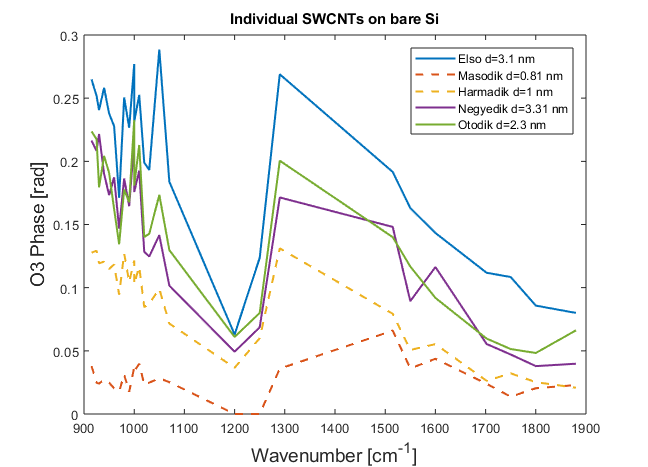 Individual SWCNTs on bare Si
0.3
0.25
0.2
0.15
0.1
0.05
0
O3 Phase [rad]
Elso d=3.1 nm
Masodik d=0.81 nm
Harmadik d=1 nm
Negyedik d=3.31 nm
Otodik d=2.3 nm
900 1000 1100 1200 1300 1400 1500 1600 1700 1800 1900
Wavenumber [cm⁻¹]